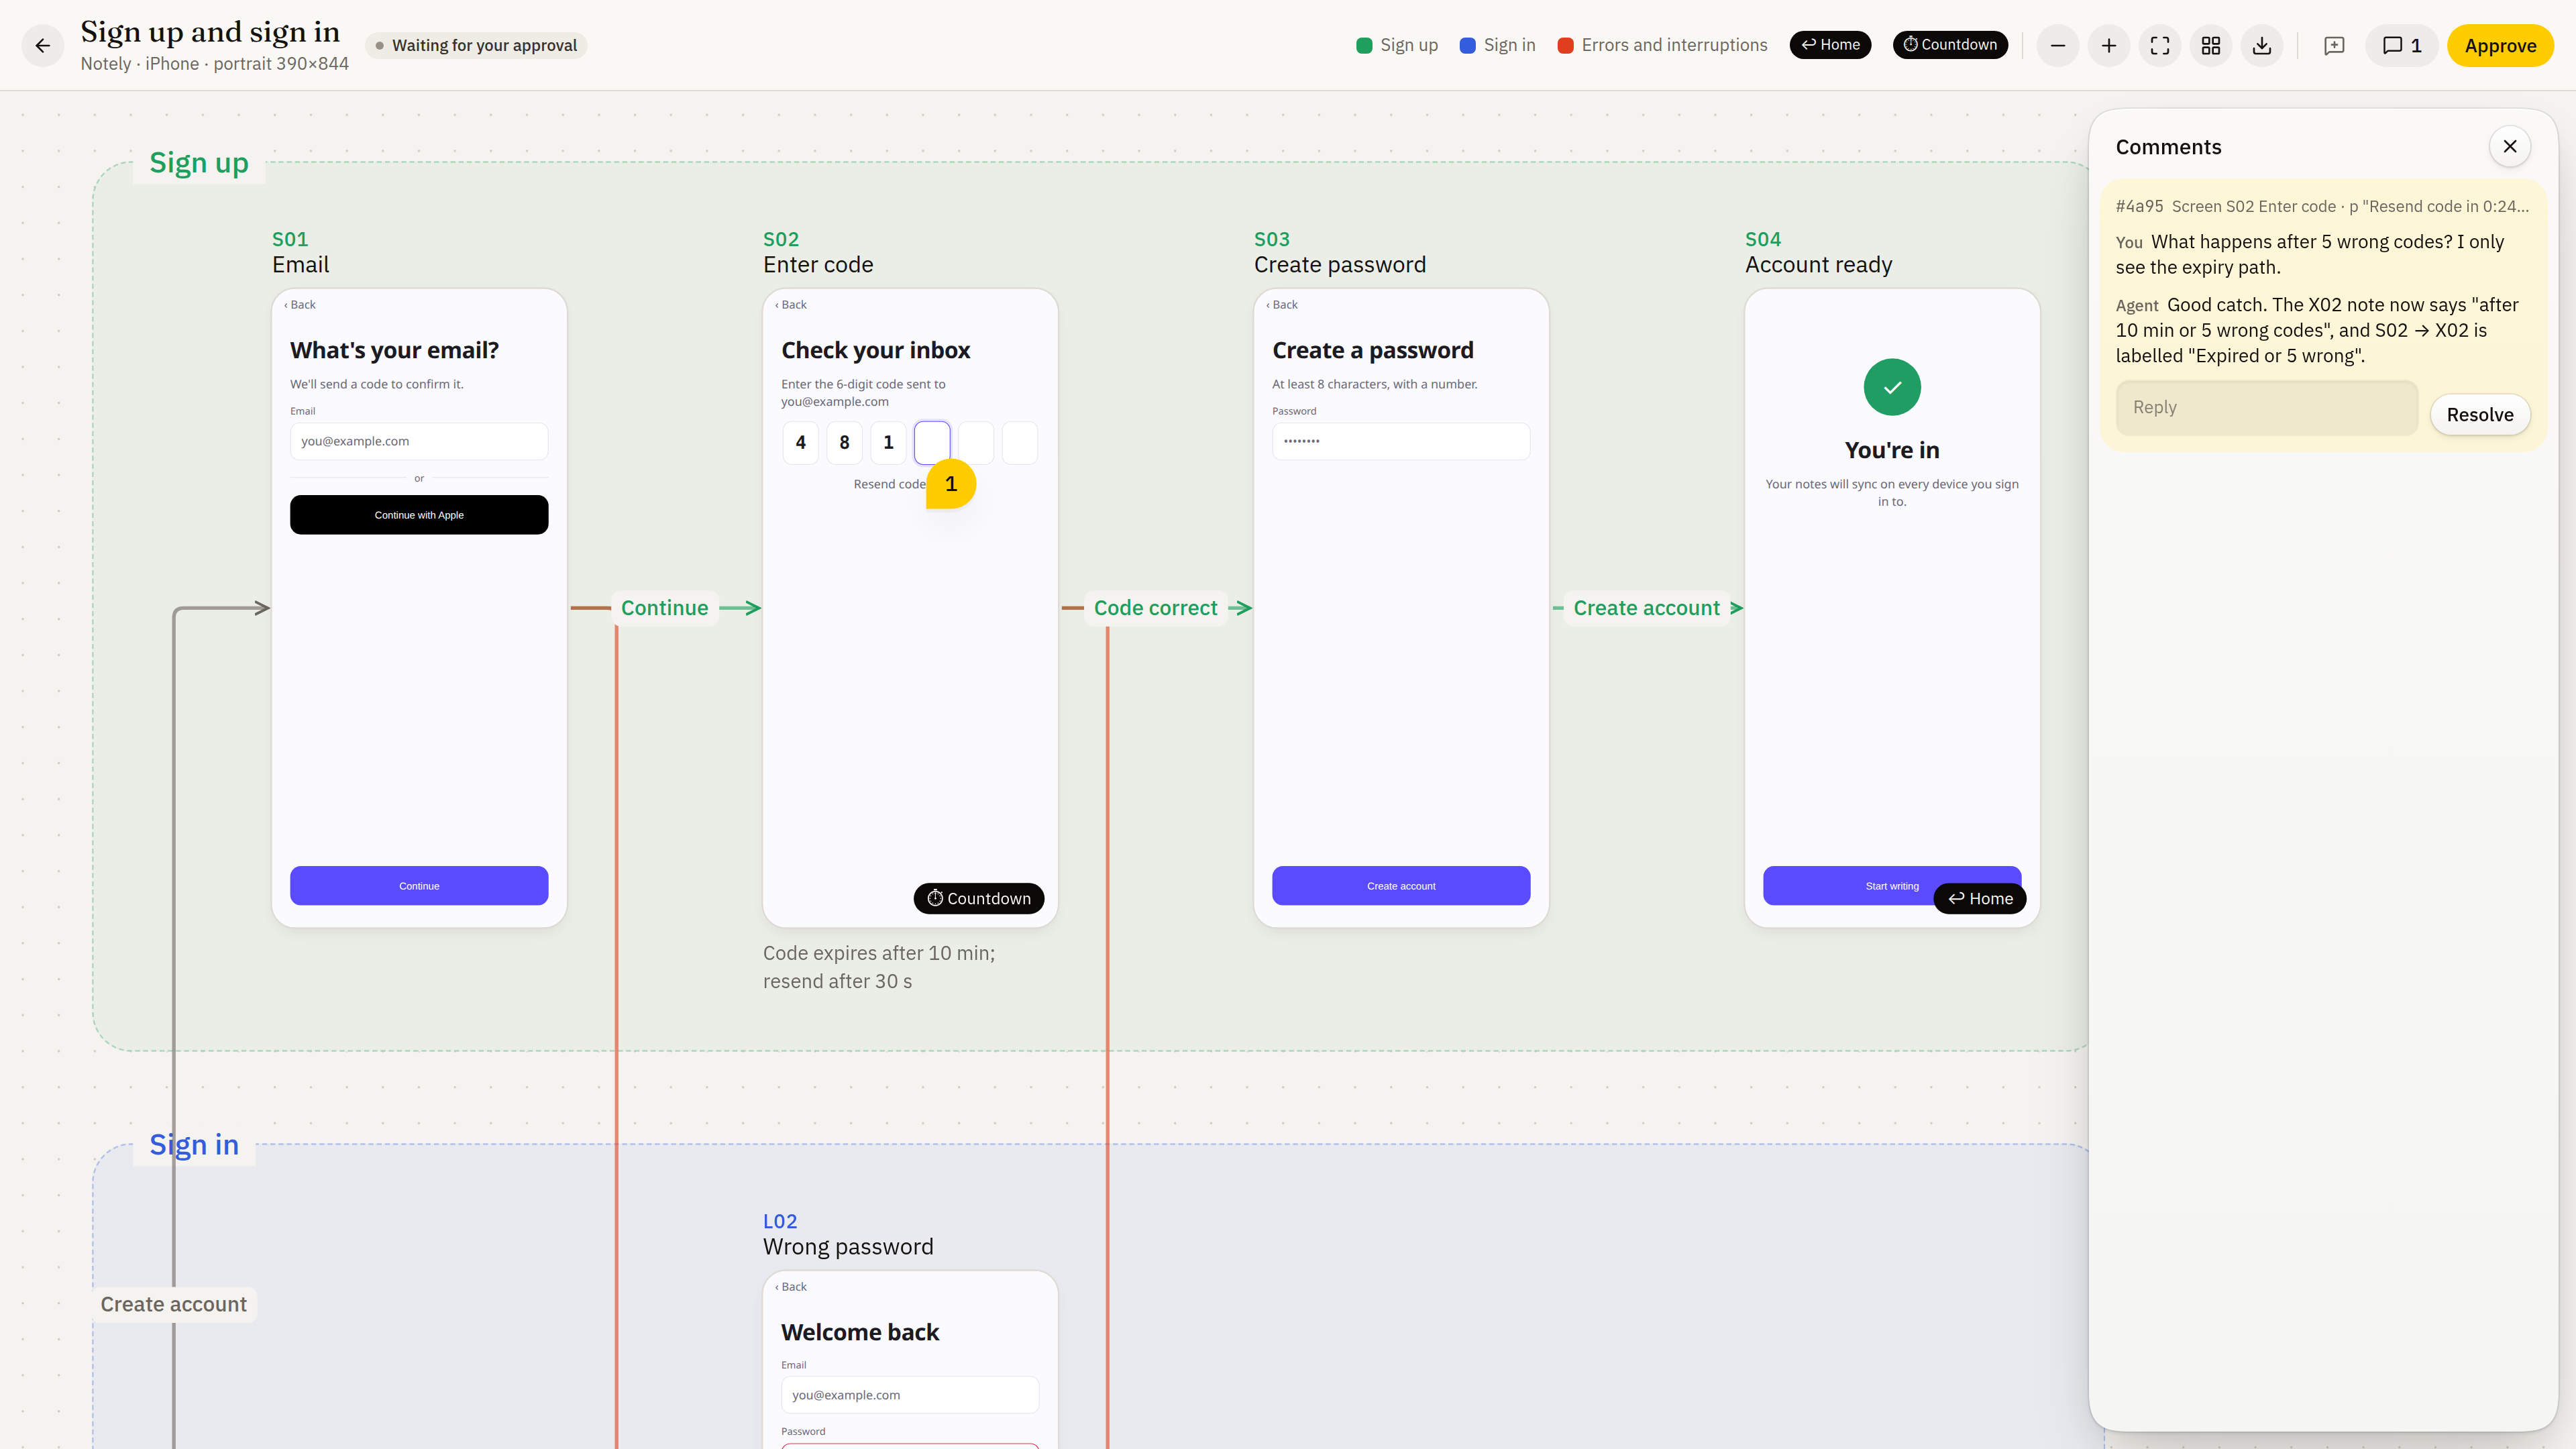 Sign up and sign in
Notely · iPhone · portrait 390×844
Waiting for your approval
Sign up
Sign in
Errors and interruptions
↩ Home
⏱ Countdown
1
Approve
Sign up
S01
Email
‹ Back
What's your email?
We'll send a code to confirm it.
Email
you@example.com
or
Continue with Apple
Continue
Continue
S02
Enter code
‹ Back
Check your inbox
Enter the 6-digit code sent to
you@example.com
4 8 1
Resend code
1
⏱ Countdown
Code expires after 10 min;
resend after 30 s
Code correct
S03
Create password
‹ Back
Create a password
At least 8 characters, with a number.
Password
••••••••
Create account
Create account
S04
Account ready
You're in
Your notes will sync on every device you sign
in to.
Start writing
↩ Home
Sign in
Create account
L02
Wrong password
‹ Back
Welcome back
Email
you@example.com
Password
Comments
#4a95 Screen S02 Enter code · p "Resend code in 0:24...
You What happens after 5 wrong codes? I only
see the expiry path.
Agent Good catch. The X02 note now says "after
10 min or 5 wrong codes", and S02 → X02 is
labelled "Expired or 5 wrong".
Reply
Resolve